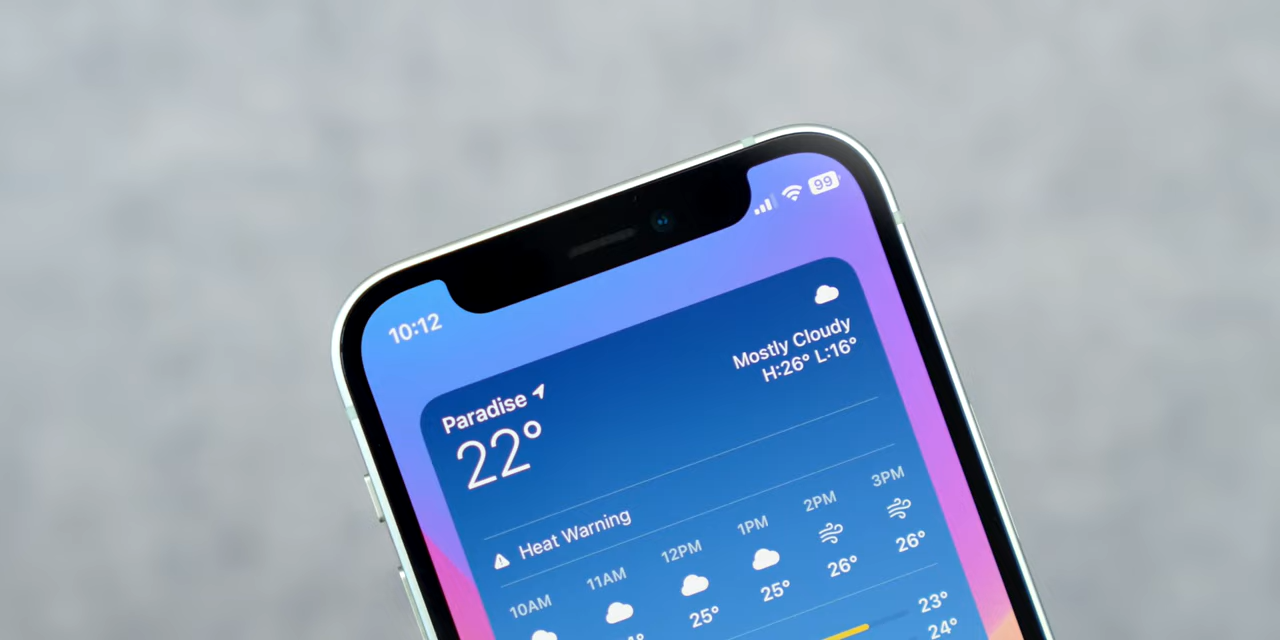 10:12
99
Paradise
22°
Mostly Cloudy
H:26° L:16°
Heat Warning
10AM 11AM 12PM 1PM 2PM 3PM
25° 25° 26° 26°
23°
24°